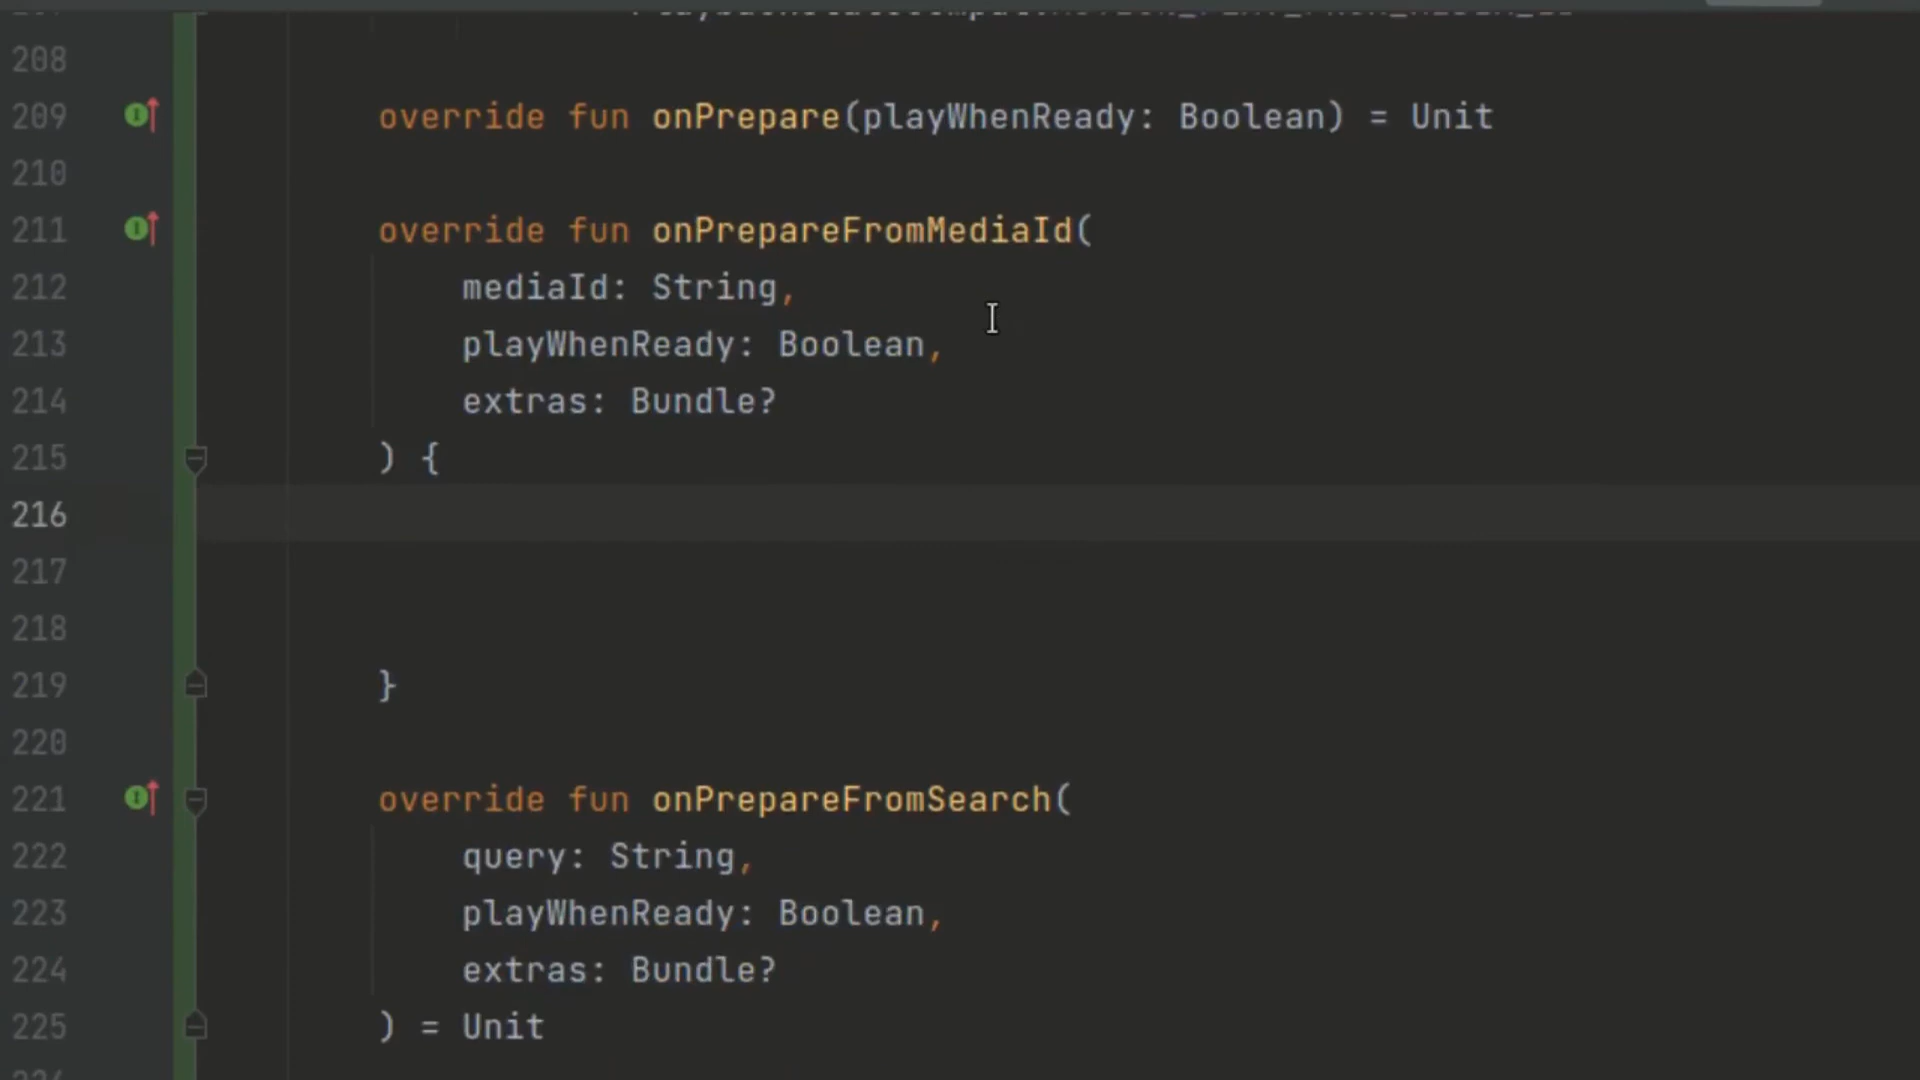 208
209 override fun onPrepare(playWhenReady: Boolean) = Unit
210
211 override fun onPrepareFromMediaId(
212 mediaId: String,
213 playWhenReady: Boolean,
214 extras: Bundle?
215 ) {
216
217
218
219 }
220
221 override fun onPrepareFromSearch(
222 query: String,
223 playWhenReady: Boolean,
224 extras: Bundle?
225 ) = Unit